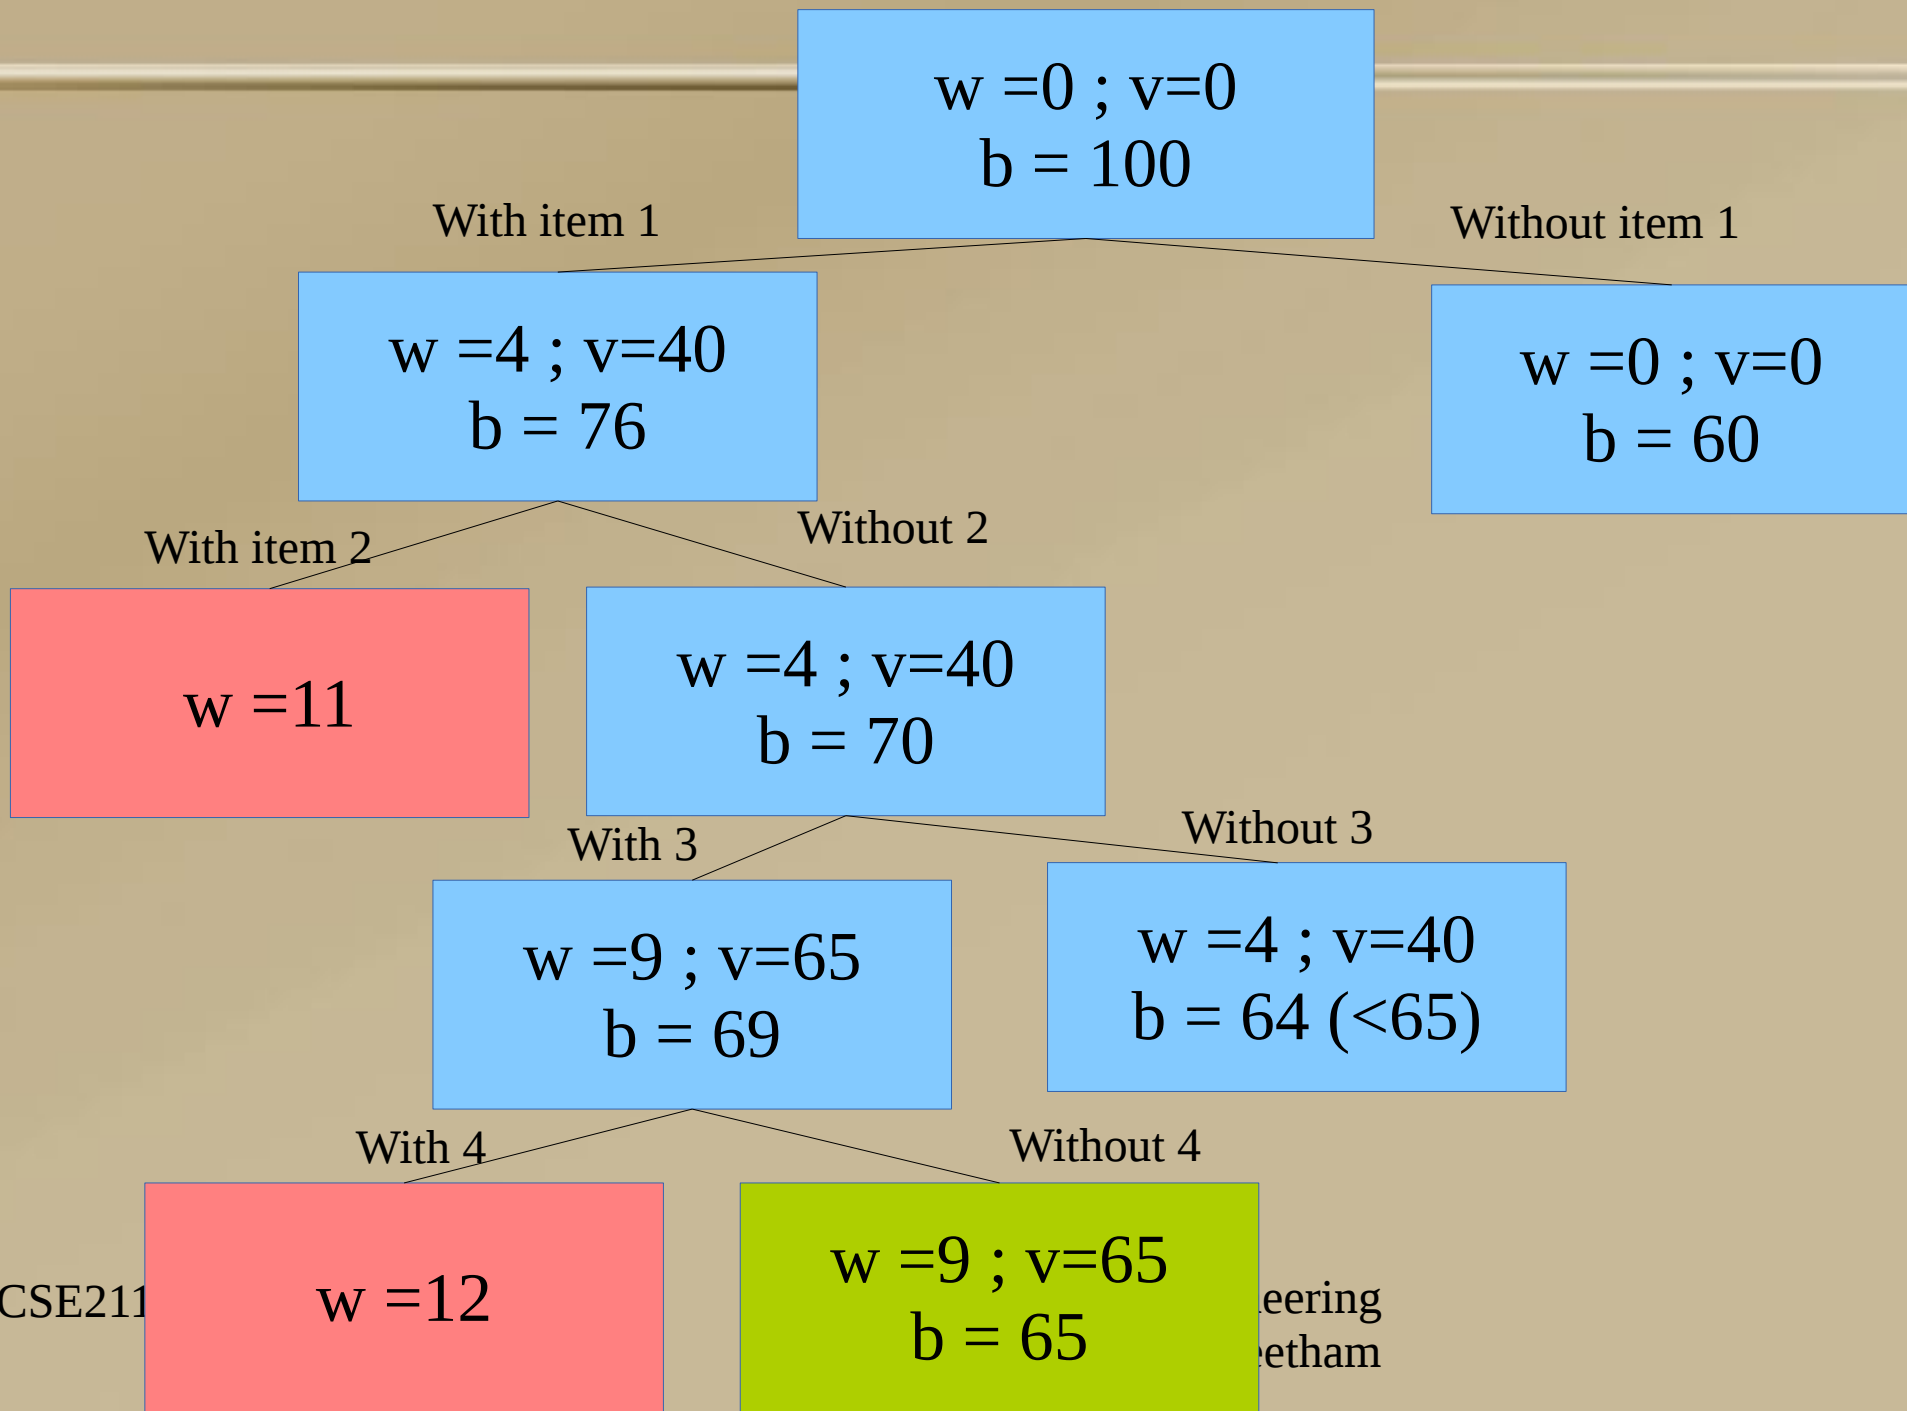 w =0 ; v=0
b = 100
With item 1
Without item 1
w =4 ; v=40
b = 76
w =0 ; v=0
b = 60
With item 2
Without 2
w =11
w =4 ; v=40
b = 70
With 3
Without 3
w =9 ; v=65
b = 69
w =4 ; v=40
b = 64 (<65)
With 4
Without 4
w =12
w =9 ; v=65
b = 65
CSE211